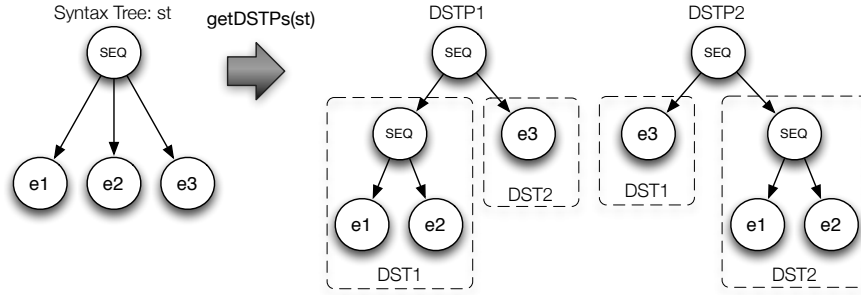 Syntax Tree: st
getDSTPs(st)
DSTP1
DSTP2
SEQ
SEQ
SEQ
SEQ
e3
e3
SEQ
DST2
DST1
e1
e2
e3
e1
e2
e1
e2
DST1
DST2